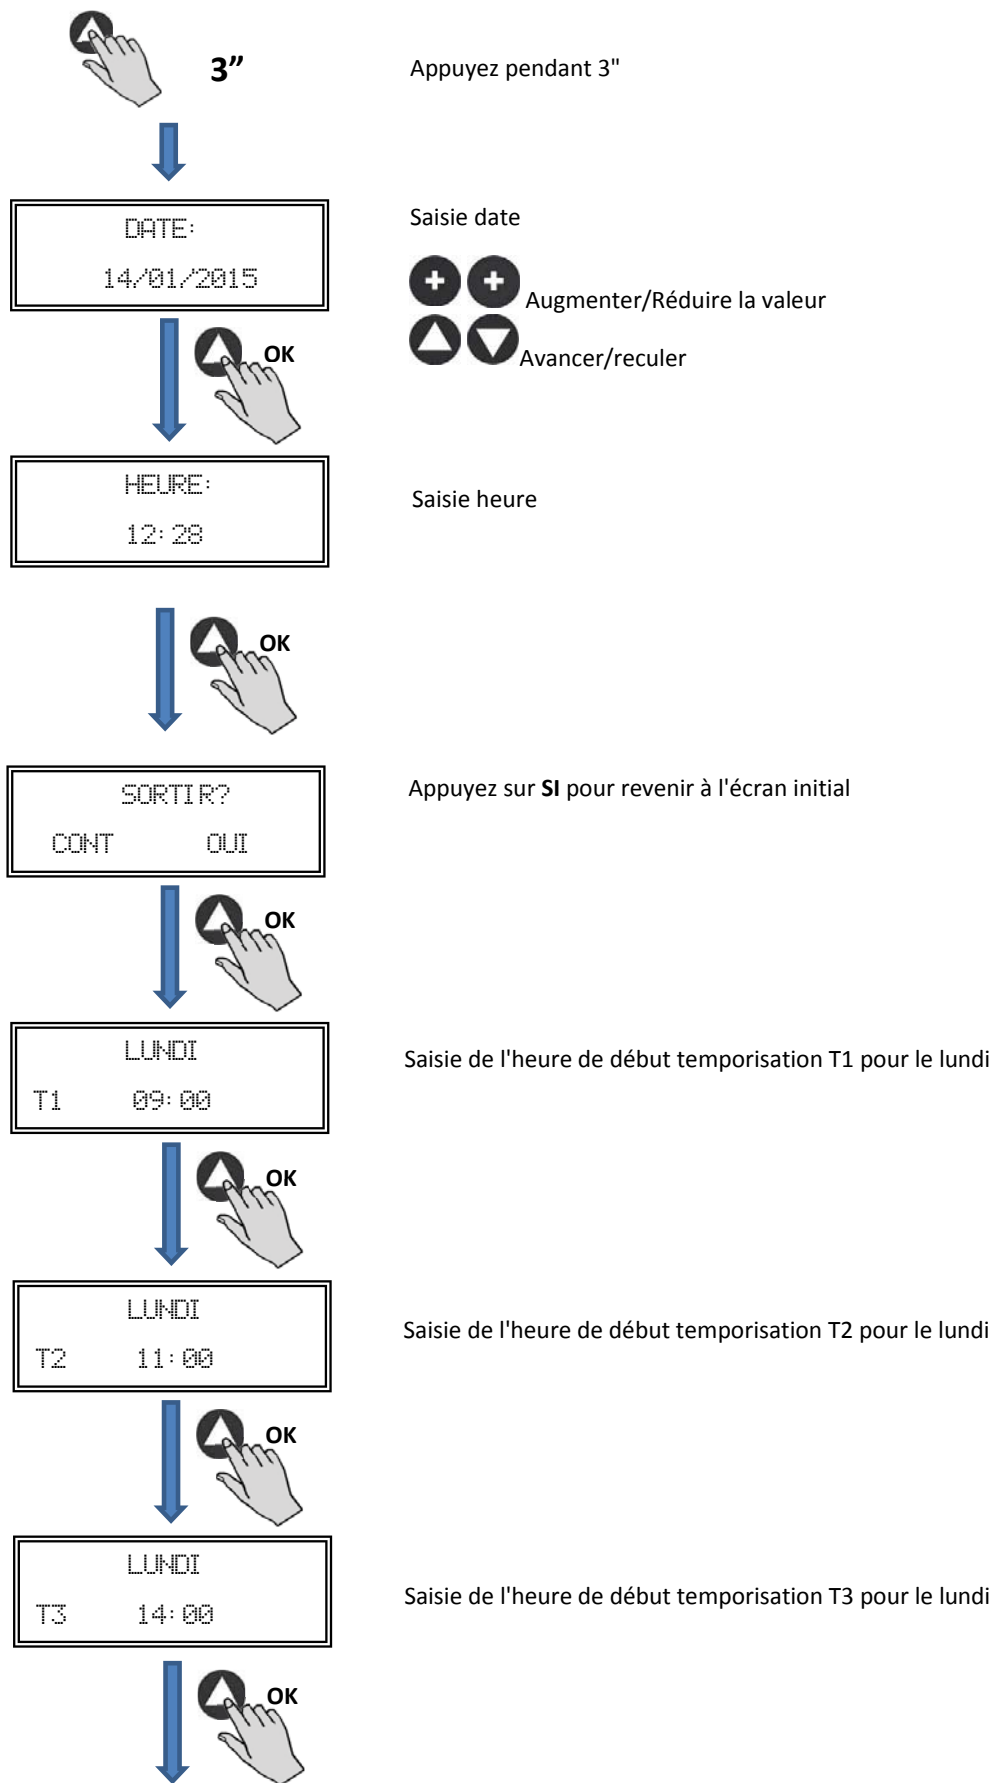 3”
Appuyez pendant 3"
DATE:
14/01/2015
Saisie date
+ + Augmenter/Réduire la valeur
Avancer/reculer
OK
HEURE:
12:28
Saisie heure
OK
SORTIR?
CONT OUI
Appuyez sur SI pour revenir à l'écran initial
OK
LUNDI
T1 09:00
Saisie de l'heure de début temporisation T1 pour le lundi
OK
LUNDI
T2 11:00
Saisie de l'heure de début temporisation T2 pour le lundi
OK
LUNDI
T3 14:00
Saisie de l'heure de début temporisation T3 pour le lundi
OK